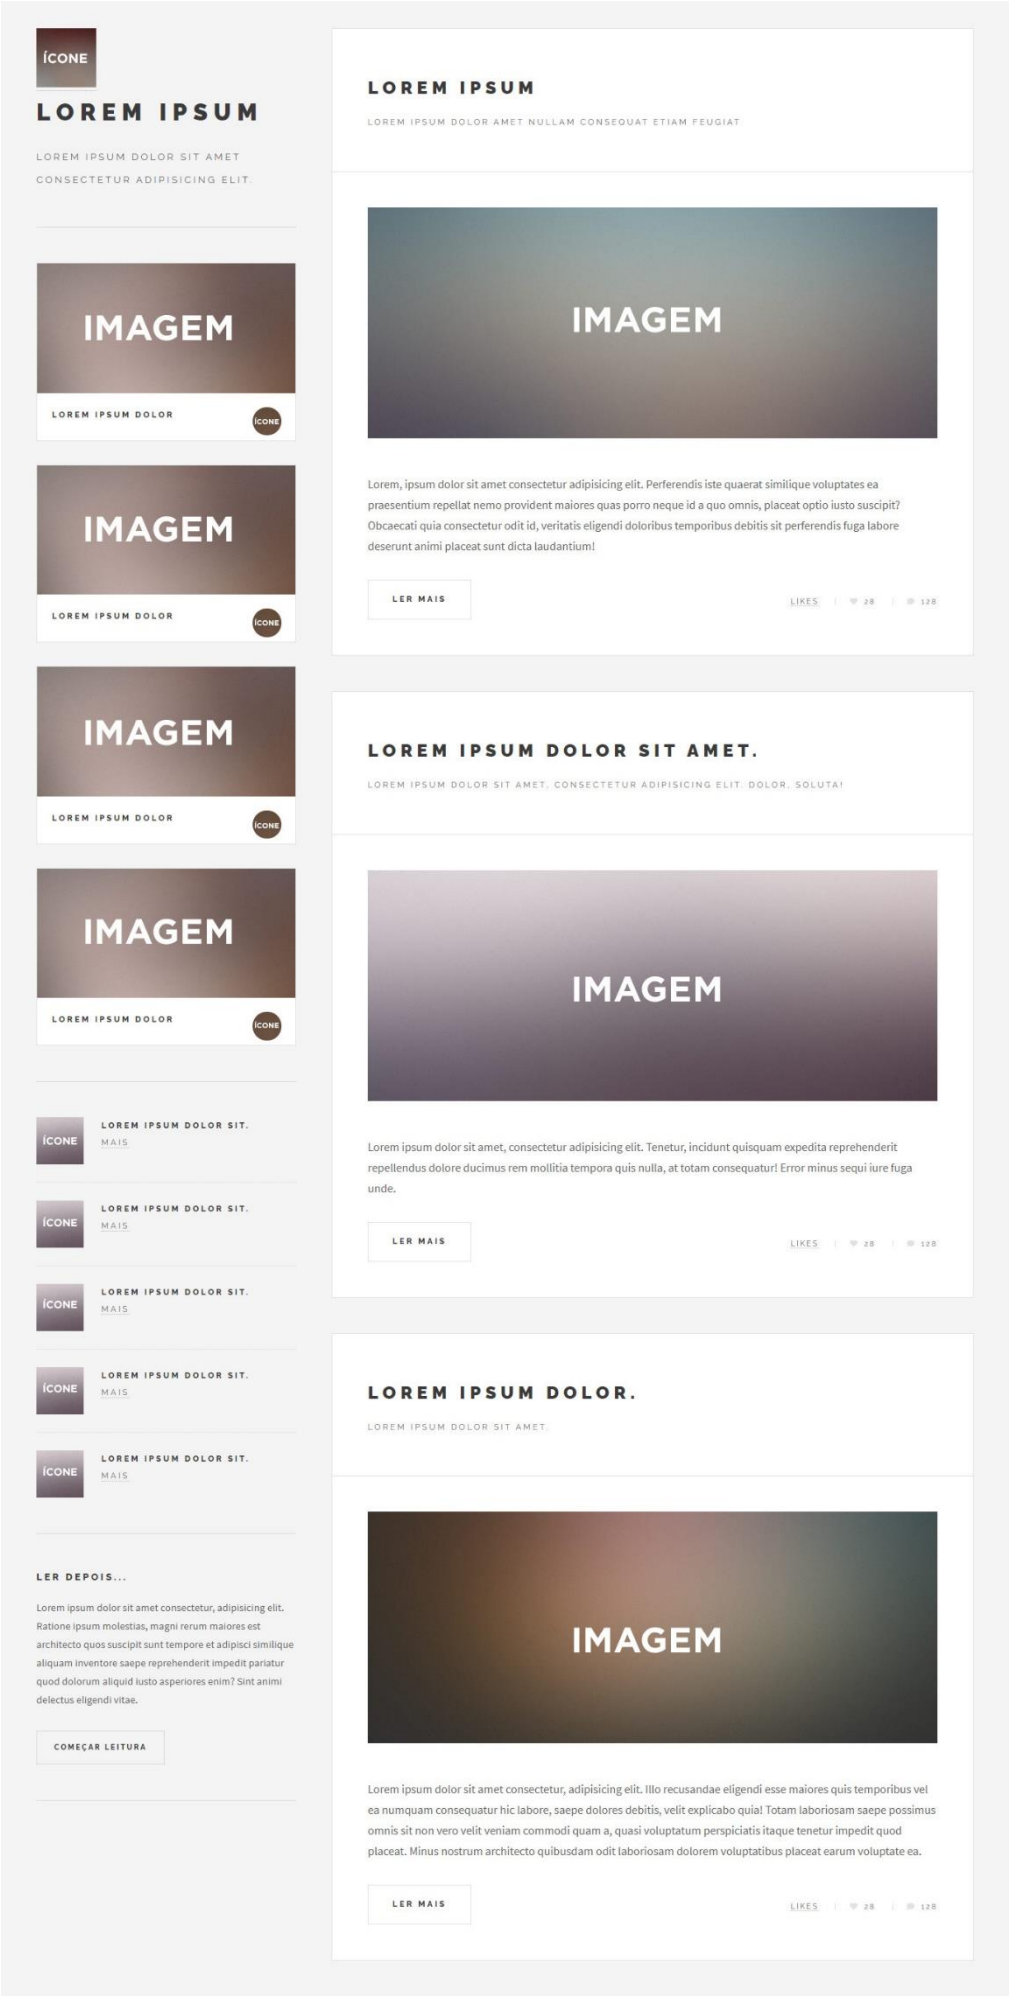 ÍCONE
LOREM IPSUM
LOREM IPSUM DOLOR SIT AMET
CONSECTETUR ADIPISICING ELIT.
IMAGEM
LOREM IPSUM DOLOR
ÍCONE
IMAGEM
LOREM IPSUM DOLOR
ÍCONE
IMAGEM
LOREM IPSUM DOLOR
ÍCONE
IMAGEM
LOREM IPSUM DOLOR
ÍCONE
ÍCONE
LOREM IPSUM DOLOR SIT.
MAIS
ÍCONE
LOREM IPSUM DOLOR SIT.
MAIS
ÍCONE
LOREM IPSUM DOLOR SIT.
MAIS
ÍCONE
LOREM IPSUM DOLOR SIT.
MAIS
ÍCONE
LOREM IPSUM DOLOR SIT.
MAIS
LER DEPOIS...
Lorem ipsum dolor sit amet consectetur, adipisicing elit.
Ratione ipsum molestias, magni rerum maiores est
architecto quos suscipit sunt tempore et adipisci similique
aliquam inventore saepe reprehenderit impedit pariatur
quod dolorum aliquid iusto asperiores enim? Sint animi
delectus eligendi vitae.
COMEÇAR LEITURA
LOREM IPSUM
LOREM IPSUM DOLOR AMET NULLAM CONSEQUAT ETIAM FEUGIAT
IMAGEM
Lorem, ipsum dolor sit amet consectetur adipisicing elit. Perferendis iste quaerat similique voluptates ea
praesentium repellat nemo provident maiores quas porro neque id a quo omnis, placeat optio iusto suscipit?
Obcaecati quia consectetur odit id, veritatis eligendi doloribus temporibus debitis sit perferendis fuga labore
deserunt animi placeat sunt dicta laudantium!
LER MAIS
LIKES 28 128
LOREM IPSUM DOLOR SIT AMET.
LOREM IPSUM DOLOR SIT AMET, CONSECTETUR ADIPISICING ELIT. DOLOR, SOLUTA!
IMAGEM
Lorem ipsum dolor sit amet, consectetur adipisicing elit. Tenetur, incidunt quisquam expedita reprehenderit
repellendus dolore ducimus rem mollitia tempora quis nulla, at totam consequatur! Error minus sequi iure fuga
unde.
LER MAIS
LIKES 28 128
LOREM IPSUM DOLOR.
LOREM IPSUM DOLOR SIT AMET.
IMAGEM
Lorem ipsum dolor sit amet consectetur, adipisicing elit. Illo recusandae eligendi esse maiores quis temporibus vel
ea numquam consequatur hic labore, saepe dolores debitis, velit explicabo quia! Totam laboriosam saepe possimus
omnis sit non vero velit veniam commodi quam a, quasi voluptatum perspiciatis itaque tenetur impedit quod
placeat. Minus nostrum architecto quibusdam odit laboriosam dolorem voluptatibus placeat earum voluptate ea.
LER MAIS
LIKES 28 128